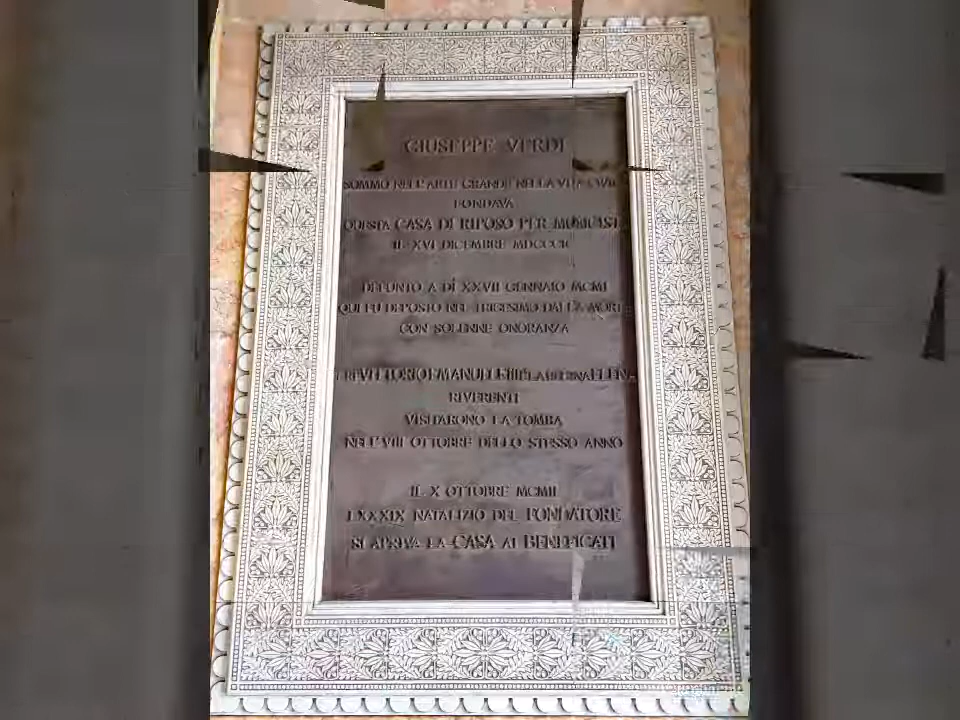 GIUSEPPE VERDI
SOMMO NELL'ARTE GRANDE NELLA VITA CIVILE
FONDAVA
QUESTA CASA DI RIPOSO PER MUSICISTI
IL XVI DICEMBRE
DEFUNTO A DÌ XXVII GENNAIO MCMI
QUI FU DEPOSTO NEL TRIGESIMO DALLA MORTE
CON SOLENNE ONORANZA
I RE VITTORIO EMANUELE III E LA REGINA ELENA
RIVERENTI
VISITARONO LA TOMBA
NELL'VIII OTTOBRE DELLO STESSO ANNO
IL X OTTOBRE MCMII
LXXXIX NATALIZIO DEL FONDATORE
SI APRIVA LA CASA AI BENEFICATI